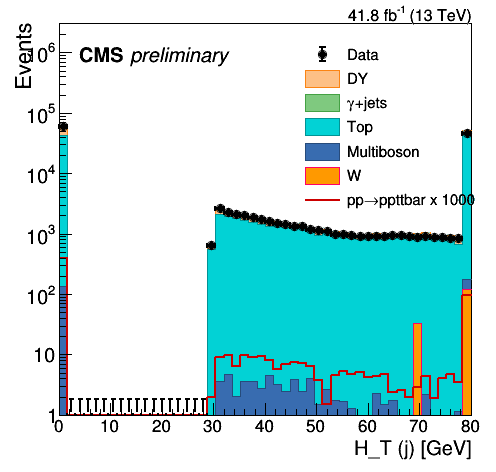 41.8 fb⁻¹ (13 TeV)
Events
CMS preliminary
Data
DY
γ+jets
Top
Multiboson
W
pp→ppttbar x 1000
10⁶
10⁵
10⁴
10³
10²
10
1
0 10 20 30 40 50 60 70 80
H_T (j) [GeV]